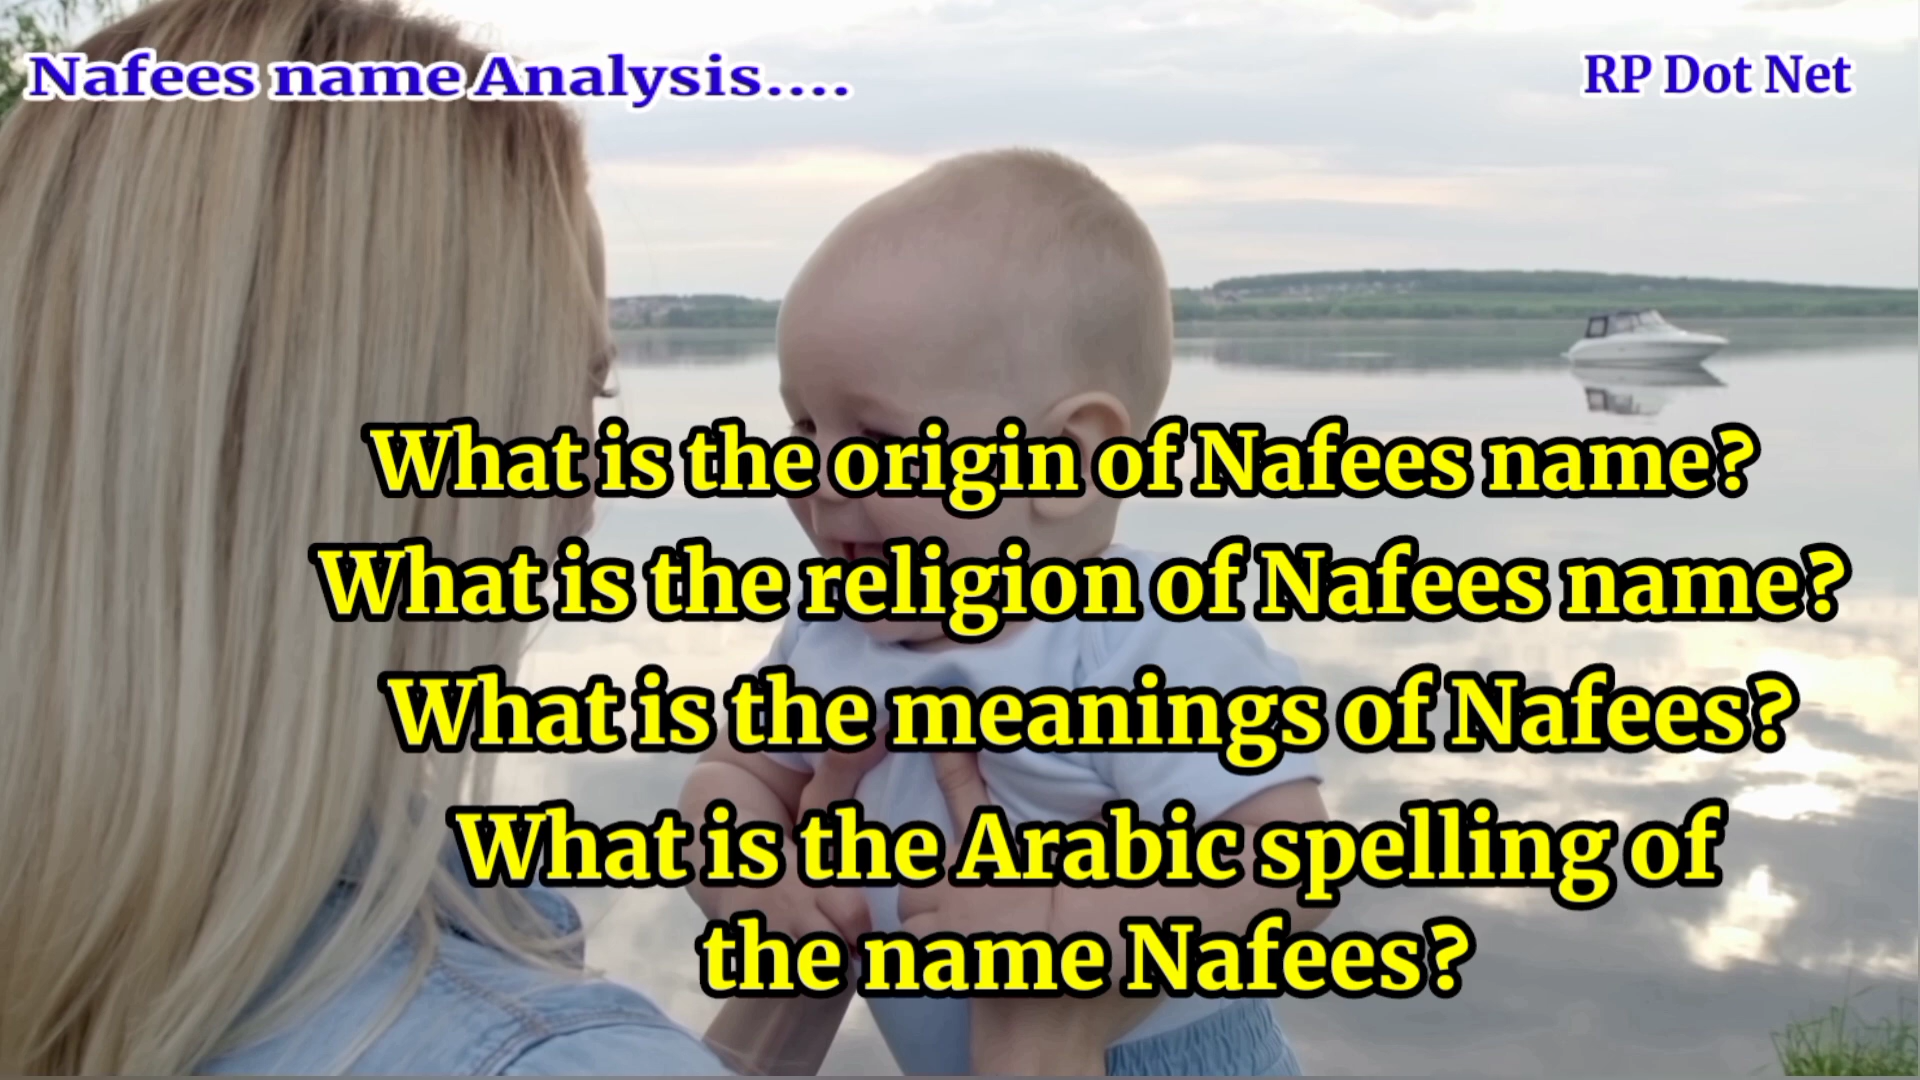 Nafees name Analysis....
RP Dot Net
What is the origin of Nafees name?
What is the religion of Nafees name?
What is the meanings of Nafees?
What is the Arabic spelling of
the name Nafees?